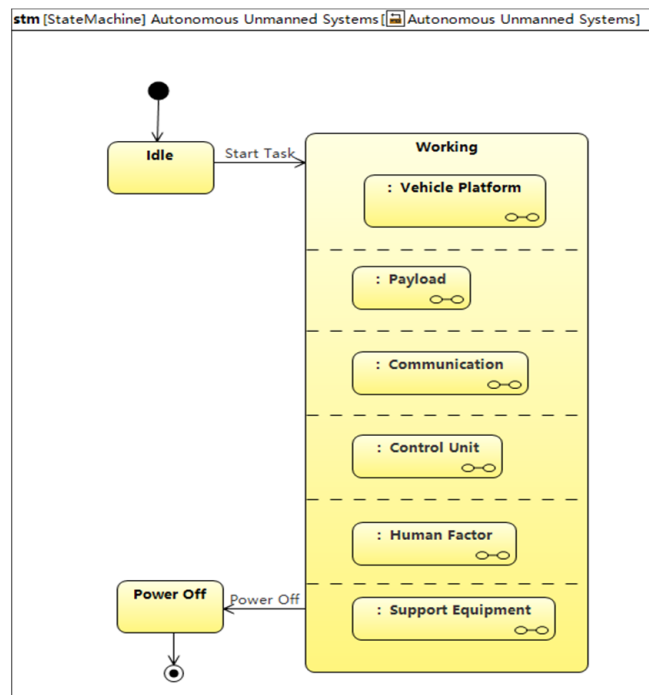 stm [StateMachine] Autonomous Unmanned Systems[ Autonomous Unmanned Systems]
Idle
Start Task
Working
: Vehicle Platform
: Payload
: Communication
: Control Unit
: Human Factor
: Support Equipment
Power Off
Power Off